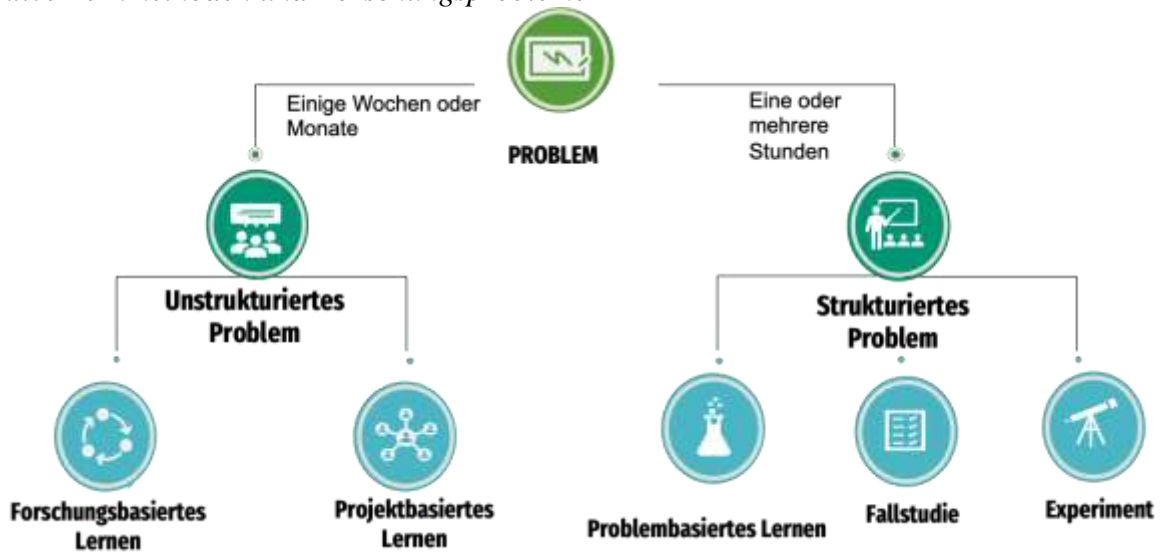 Einige Wochen oder
Monate
Eine oder
mehrere
Stunden
PROBLEM
Unstrukturiertes
Problem
Strukturiertes
Problem
Forschungsbasiertes
Lernen
Projektbasiertes
Lernen
Problembasiertes Lernen
Fallstudie
Experiment